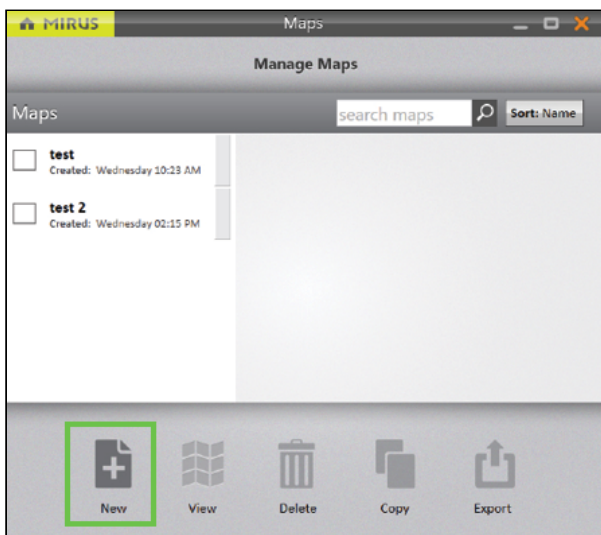 MIRUS Maps
Manage Maps
Maps search maps Sort: Name
test
Created: Wednesday 10:23 AM
test 2
Created: Wednesday 02:15 PM
New View Delete Copy Export